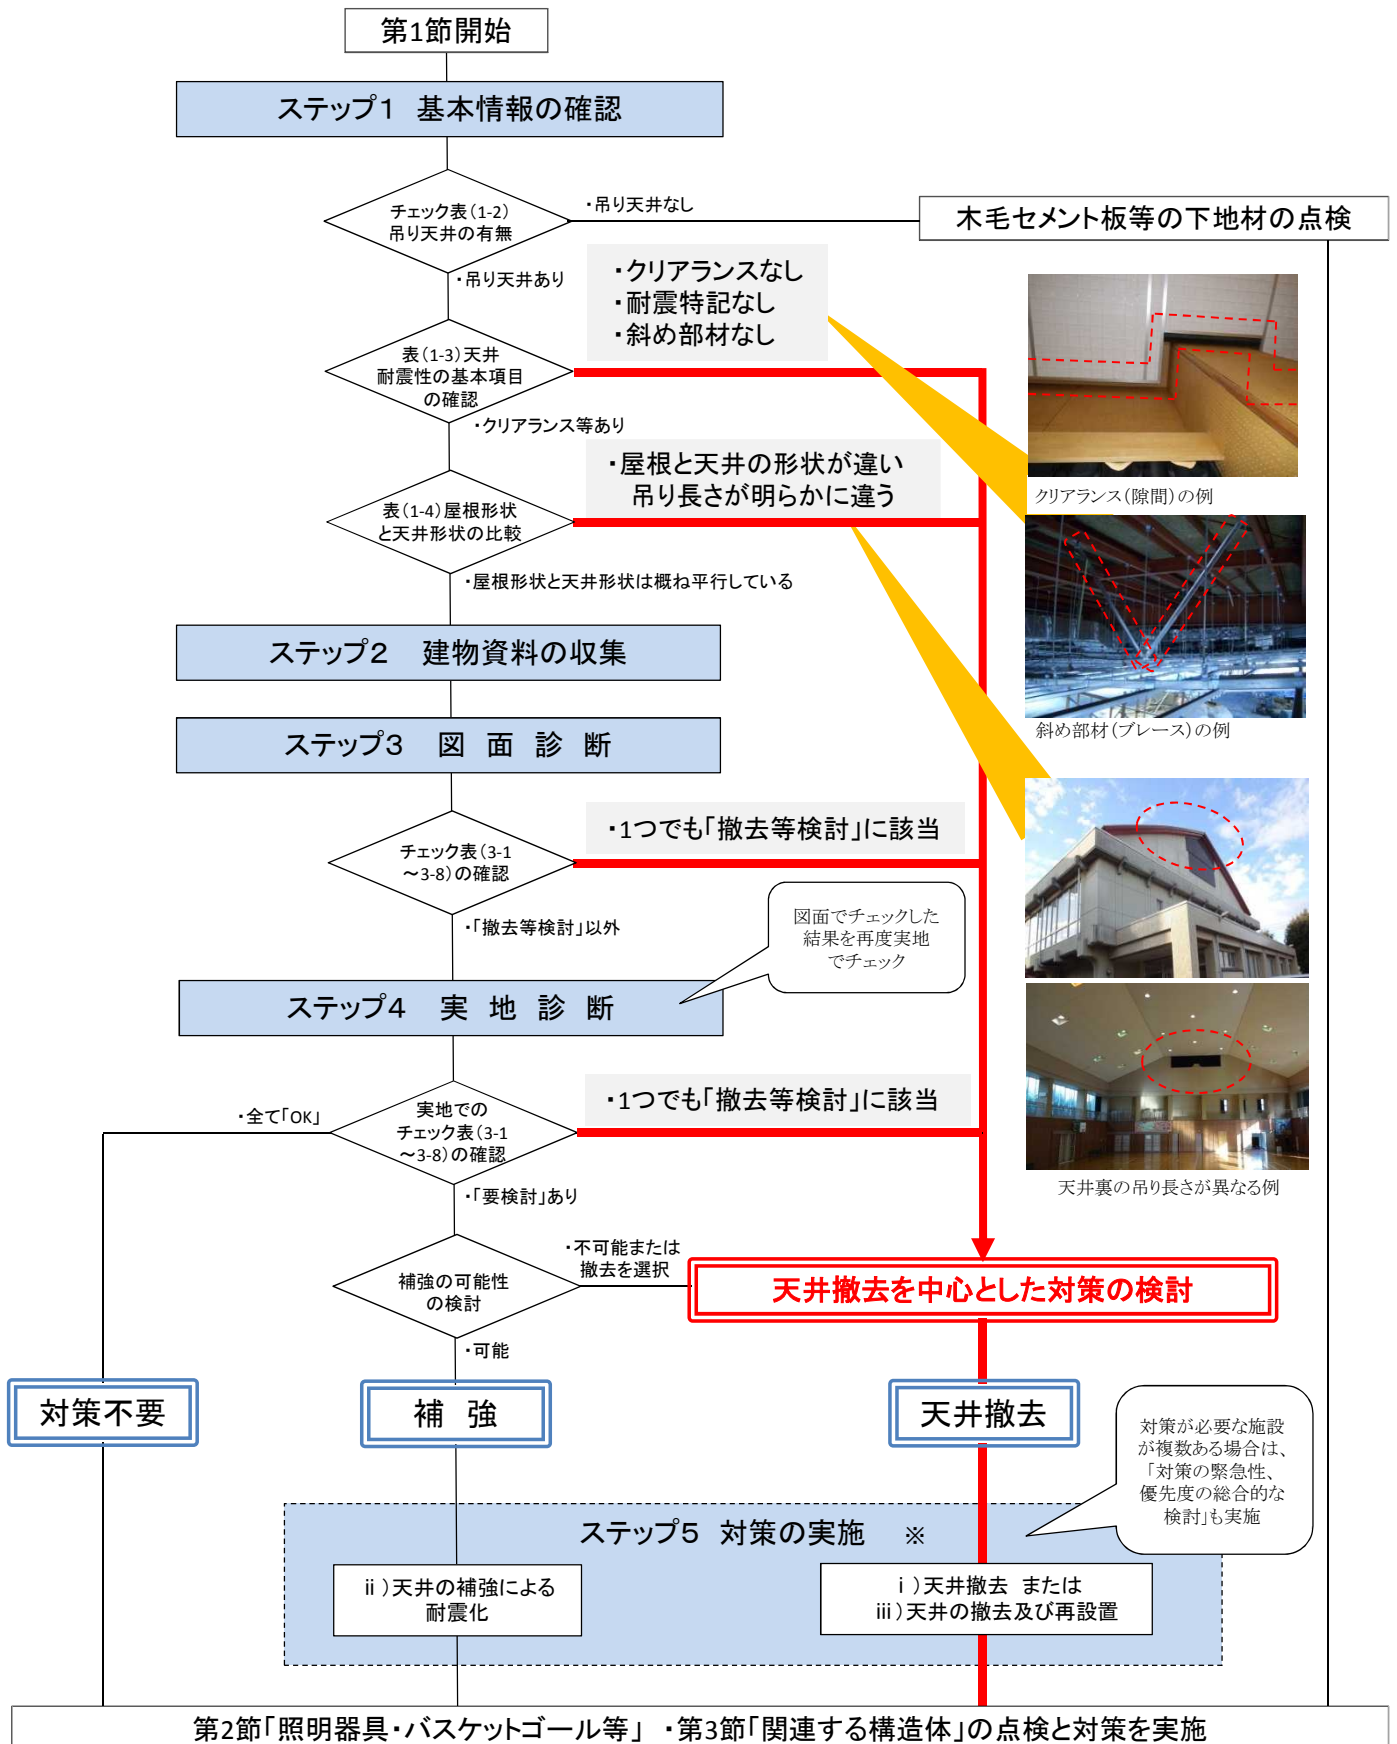 第1節開始
ステップ1 基本情報の確認
チェック表(1-2)
吊り天井の有無
・吊り天井なし
木毛セメント板等の下地材の点検
・吊り天井あり
・クリアランスなし
・耐震特記なし
・斜め部材なし
表(1-3)天井
耐震性の基本項目
の確認
・クリアランス等あり
クリアランス(隙間)の例
・屋根と天井の形状が違い
吊り長さが明らかに違う
表(1-4)屋根形状
と天井形状の比較
・屋根形状と天井形状は概ね平行している
斜め部材(ブレース)の例
ステップ2 建物資料の収集
ステップ3 図 面 診 断
・1つでも「撤去等検討」に該当
チェック表(3-1
～3-8)の確認
・「撤去等検討」以外
図面でチェックした
結果を再度実地
でチェック
ステップ4 実 地 診 断
・1つでも「撤去等検討」に該当
・全て「OK」
実地での
チェック表(3-1
～3-8)の確認
天井裏の吊り長さが異なる例
・「要検討」あり
・不可能または
撤去を選択
補強の可能性
の検討
天井撤去を中心とした対策の検討
・可能
対策不要
補 強
天井撤去
対策が必要な施設
が複数ある場合は、
「対策の緊急性、
優先度の総合的な
検討」も実施
ステップ5 対策の実施 ※
ⅱ)天井の補強による
耐震化
ⅰ)天井撤去 または
ⅲ)天井の撤去及び再設置
第2節「照明器具・バスケットゴール等」 ・第3節「関連する構造体」の点検と対策を実施